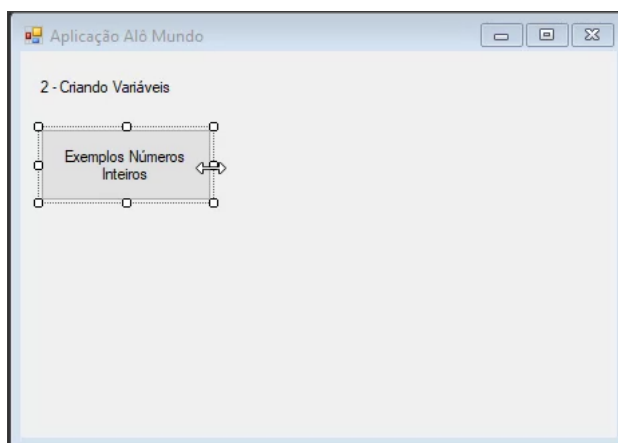 Aplicação Alô Mundo
2 - Criando Variáveis
Exemplos Números
Inteiros